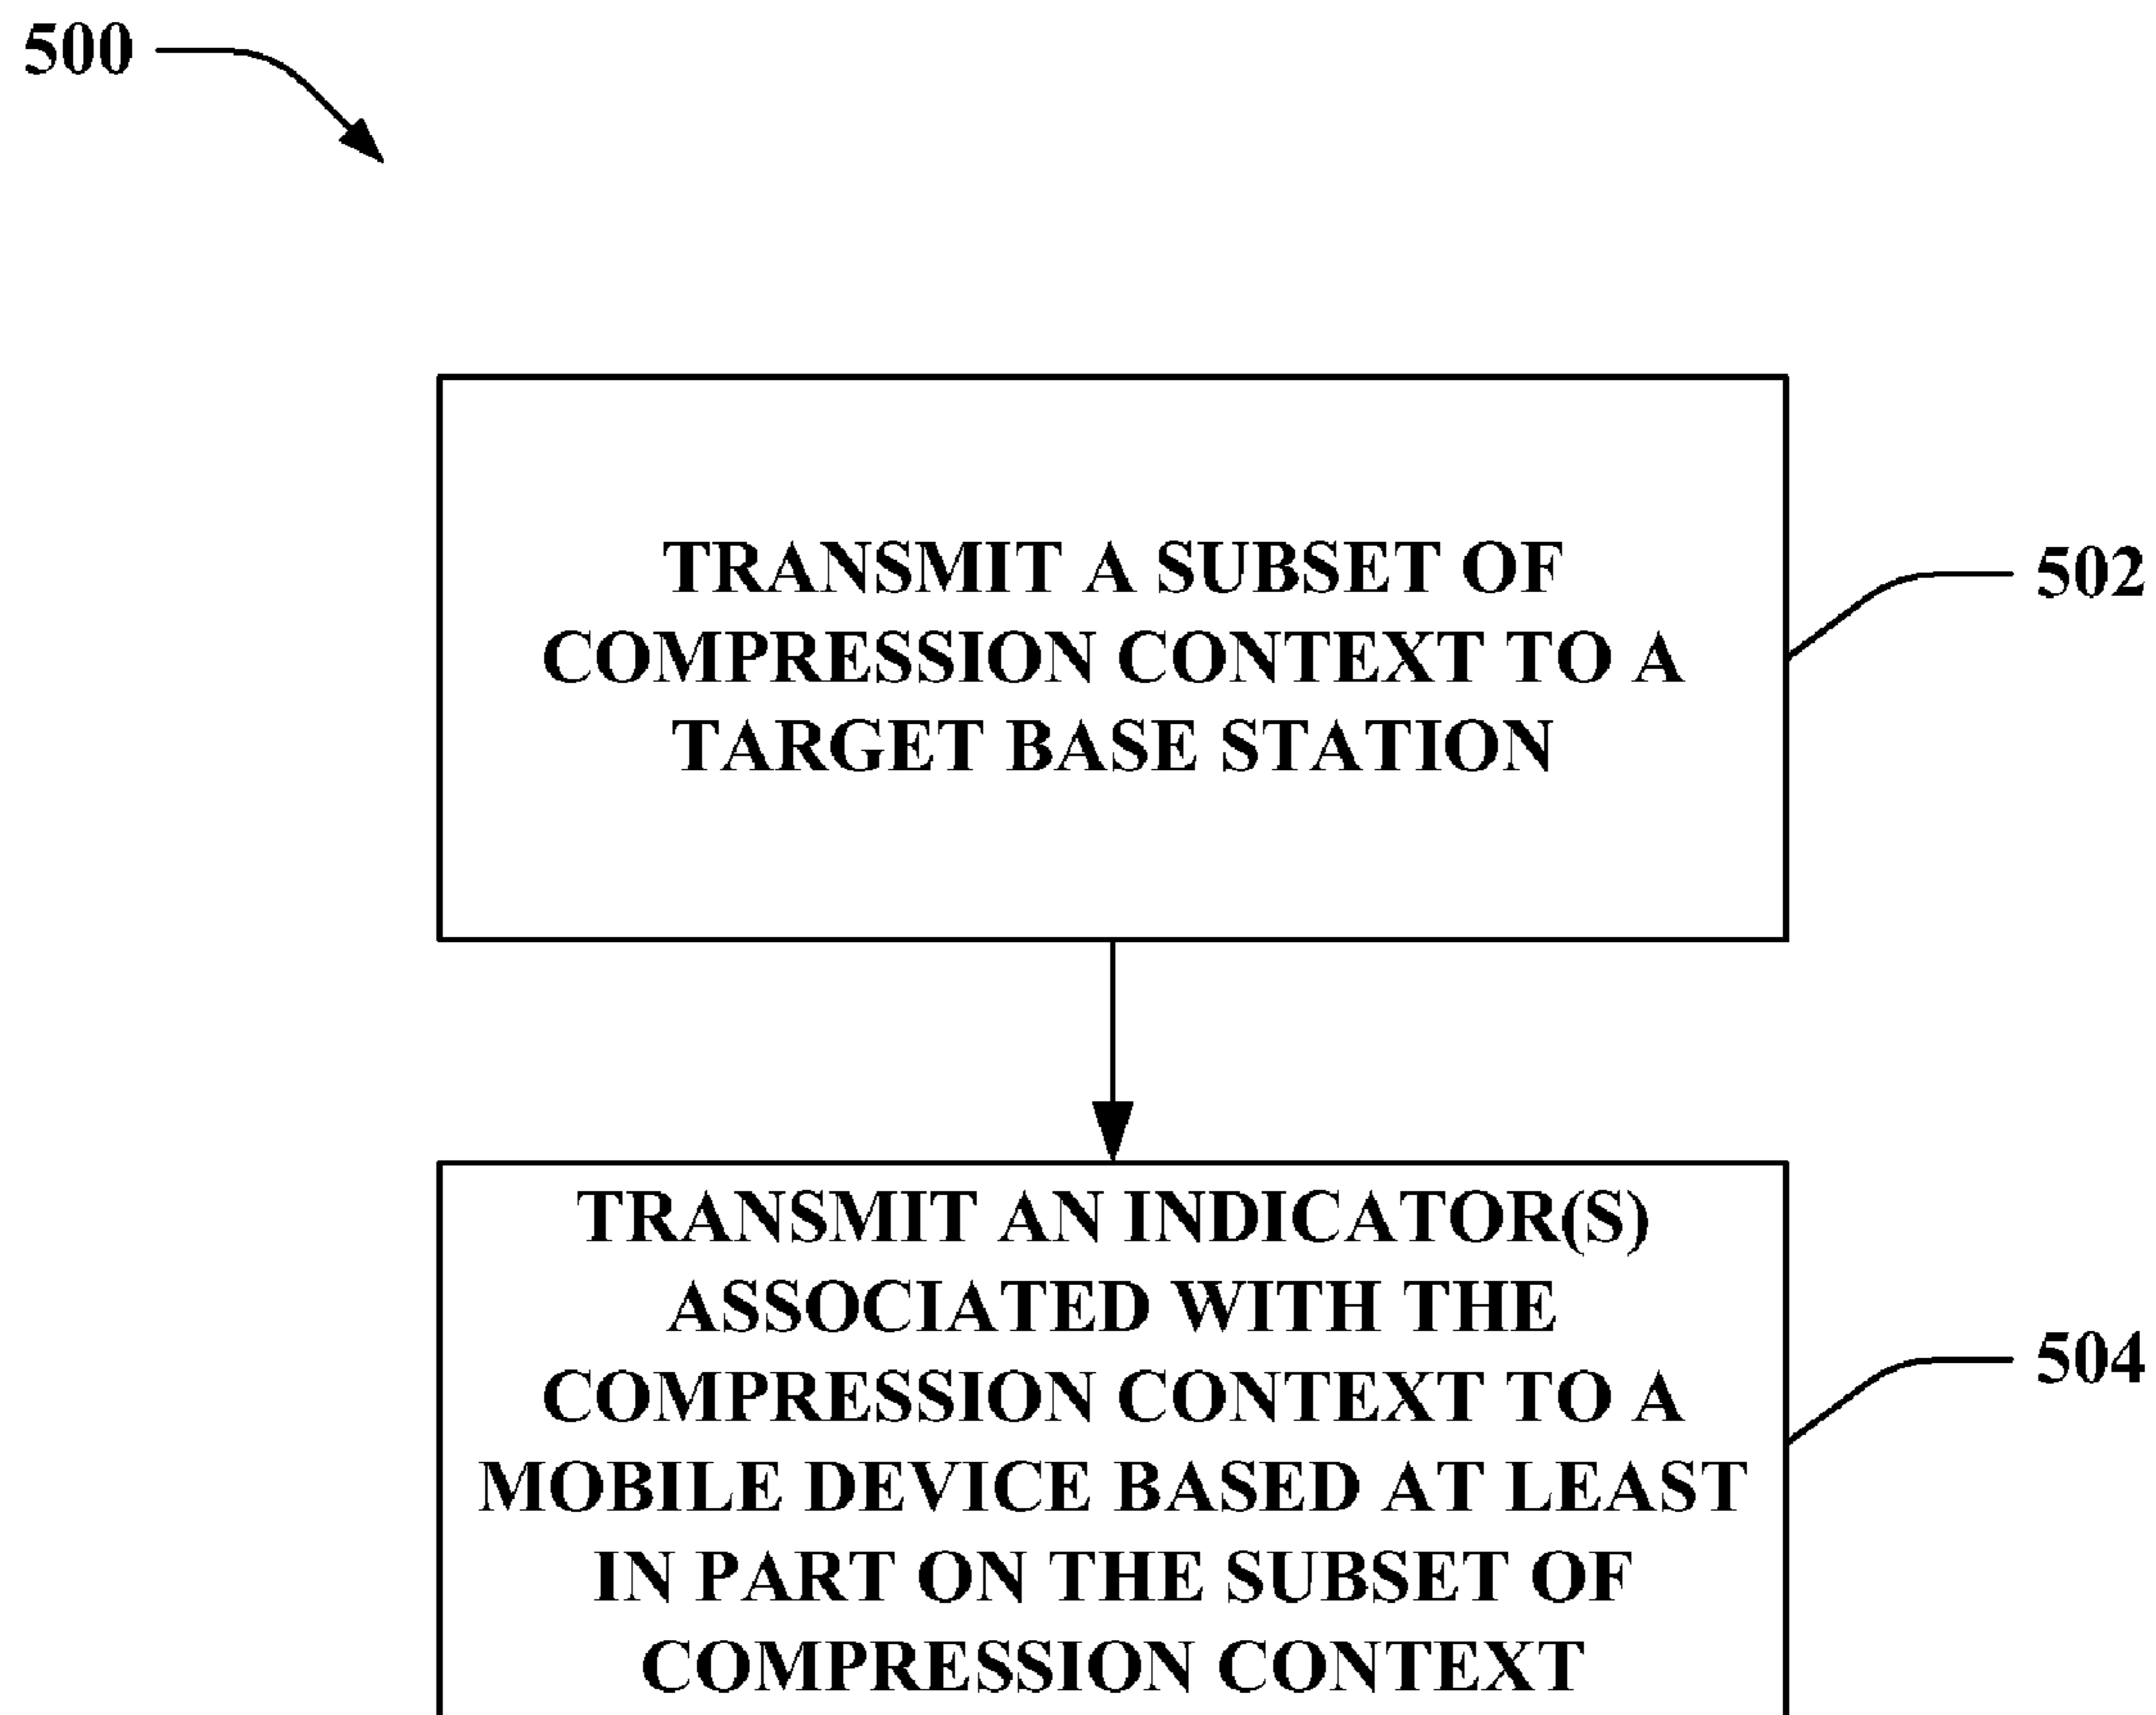 500
TRANSMIT A SUBSET OF
COMPRESSION CONTEXT TO A
TARGET BASE STATION
502
TRANSMIT AN INDICATOR(S)
ASSOCIATED WITH THE
COMPRESSION CONTEXT TO A
MOBILE DEVICE BASED AT LEAST
IN PART ON THE SUBSET OF
COMPRESSION CONTEXT
504